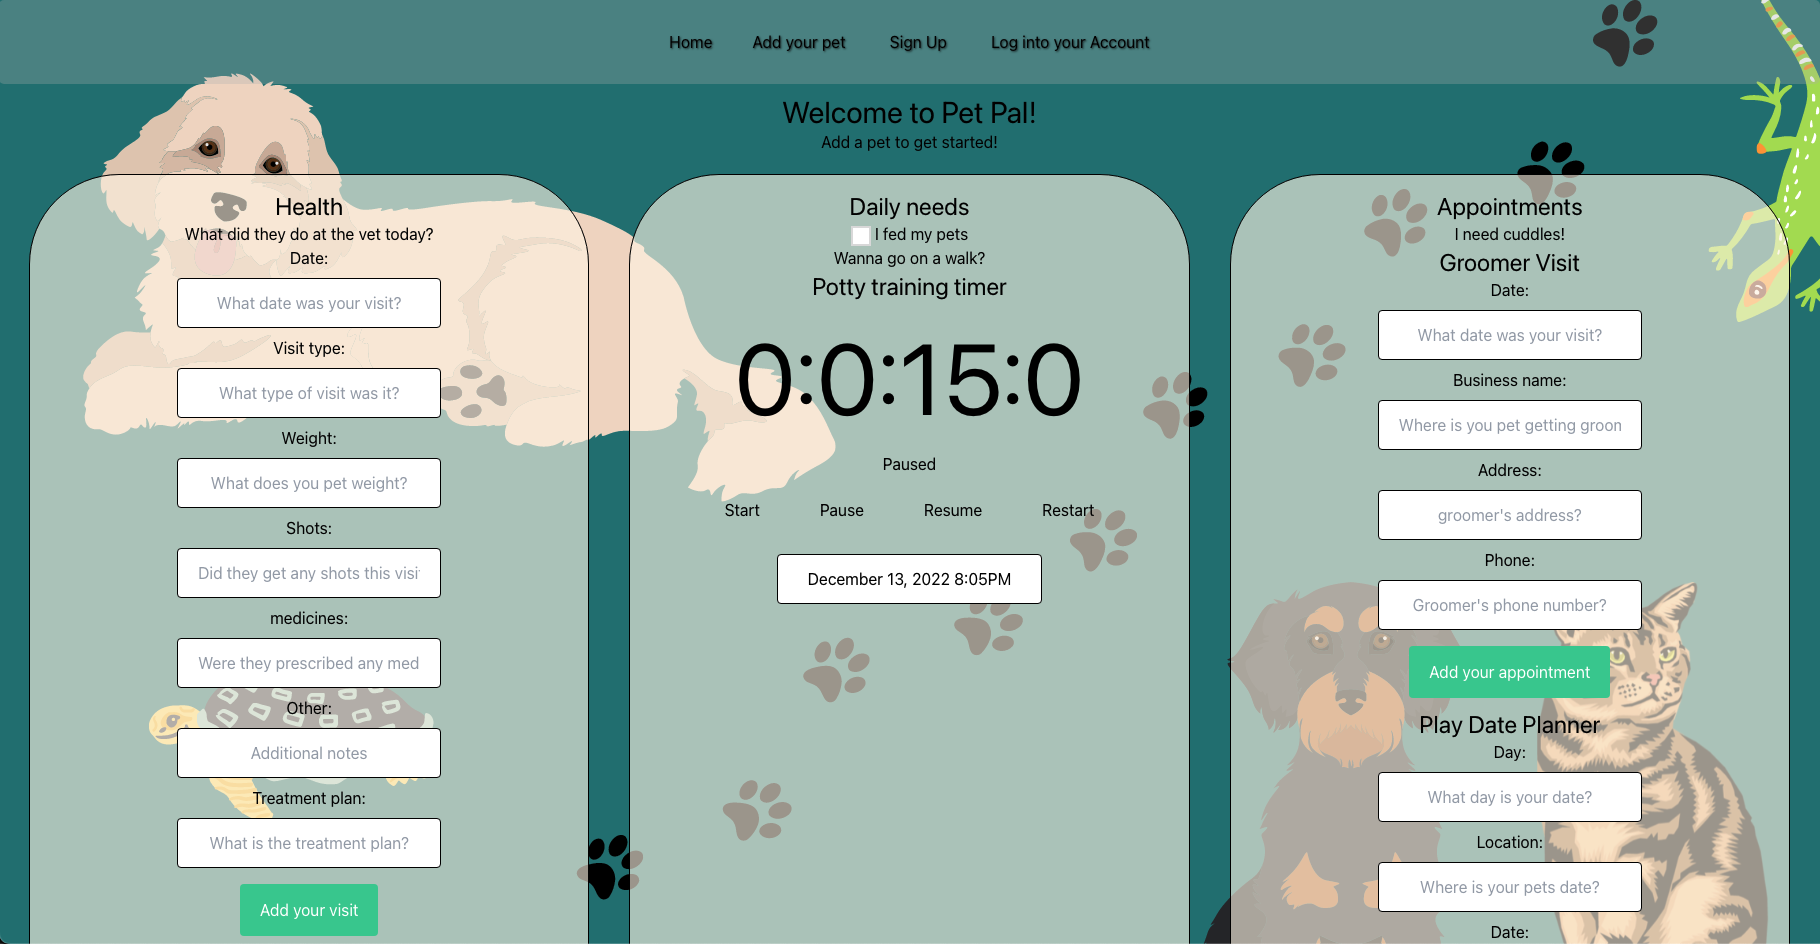 Home Add your pet Sign Up Log into your Account
Welcome to Pet Pal!
Add a pet to get started!
Health
What did they do at the vet today?
Date:
What date was your visit?
Visit type:
What type of visit was it?
Weight:
What does you pet weight?
Shots:
Did they get any shots this visi
medicines:
Were they prescribed any med
Other:
Additional notes
Treatment plan:
What is the treatment plan?
Add your visit
Daily needs
I fed my pets
Wanna go on a walk?
Potty training timer
0:0:15:0
Paused
Start Pause Resume Restart
December 13, 2022 8:05PM
Appointments
I need cuddles!
Groomer Visit
Date:
What date was your visit?
Business name:
Where is you pet getting groon
Address:
groomer's address?
Phone:
Groomer's phone number?
Add your appointment
Play Date Planner
Day:
What day is your date?
Location:
Where is your pets date?
Date: